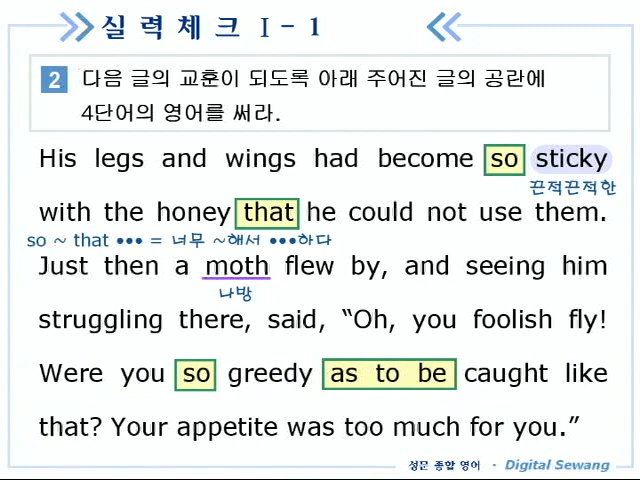 실력체크 I - 1
2 다음 글의 교훈이 되도록 아래 주어진 글의 공란에
4단어의 영어를 써라.
His legs and wings had become so sticky
끈적끈적한
with the honey that he could not use them.
so ~ that ••• = 너무 ~해서 •••하다
Just then a moth flew by, and seeing him
나방
struggling there, said, “Oh, you foolish fly!
Were you so greedy as to be caught like
that? Your appetite was too much for you.”
성문 종합 영어 · Digital Sewang